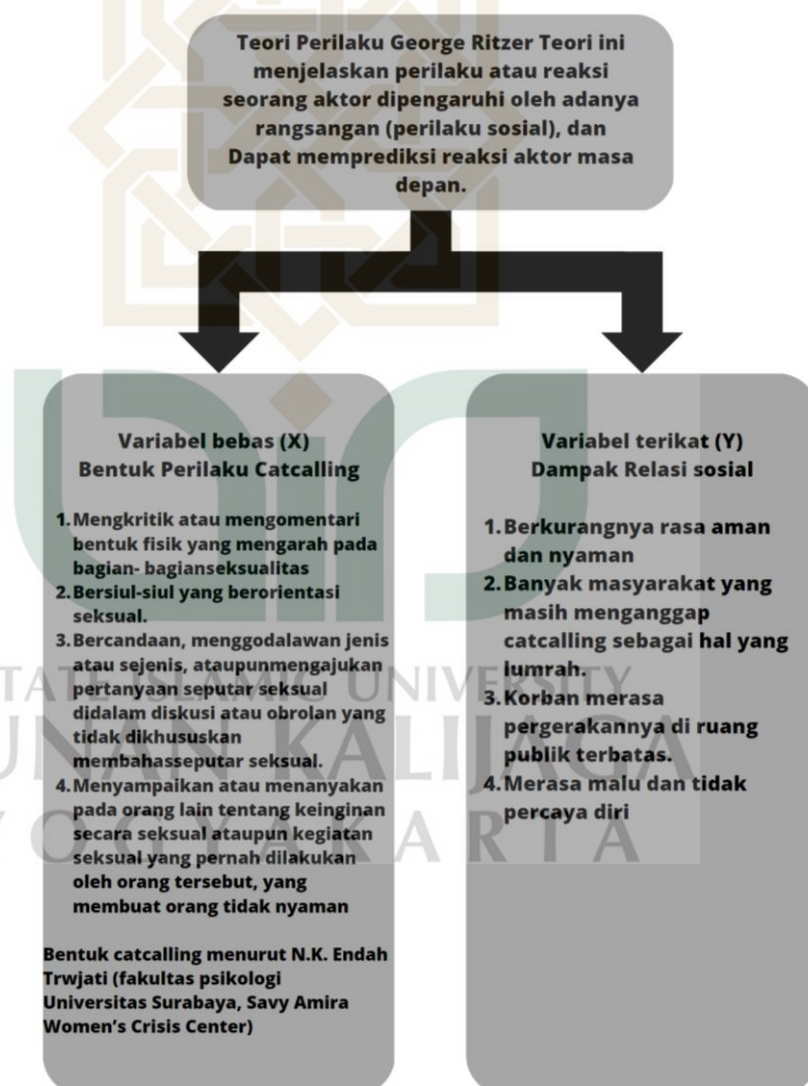 Teori Perilaku George Ritzer Teori ini
menjelaskan perilaku atau reaksi
seorang aktor dipengaruhi oleh adanya
rangsangan (perilaku sosial), dan
Dapat memprediksi reaksi aktor masa
depan.
Variabel bebas (X)
Bentuk Perilaku Catcalling
1. Mengkritik atau mengomentari
bentuk fisik yang mengarah pada
bagian- bagianseksualitas
2. Bersiul-siul yang berorientasi
seksual.
3. Bercandaan, menggodalawan jenis
atau sejenis, ataupunmengajukan
pertanyaan seputar seksual
didalam diskusi atau obrolan yang
tidak dikhususkan
membahasseputar seksual.
4. Menyampaikan atau menanyakan
pada orang lain tentang keinginan
secara seksual ataupun kegiatan
seksual yang pernah dilakukan
oleh orang tersebut, yang
membuat orang tidak nyaman
Bentuk catcalling menurut N.K. Endah
Trwjati (fakultas psikologi
Universitas Surabaya, Savy Amira
Women's Crisis Center)
Variabel terikat (Y)
Dampak Relasi sosial
1. Berkurangnya rasa aman
dan nyaman
2. Banyak masyarakat yang
masih menganggap
catcalling sebagai hal yang
lumrah.
3. Korban merasa
pergerakannya di ruang
publik terbatas.
4. Merasa malu dan tidak
percaya diri
TATE ISLAMIC UNIVERSITY
UNAN KALIJAGA
YOGYAKARTA